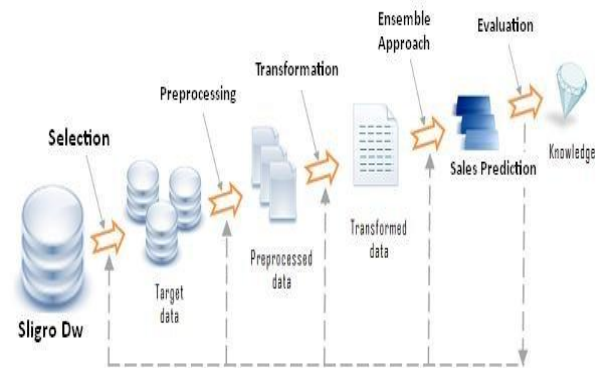 Ensemble
Approach
Evaluation
Transformation
Preprocessing
Selection
Sales Prediction
Knowledge
Transformed
data
Preprocessed
data
Target
data
Sligro Dw